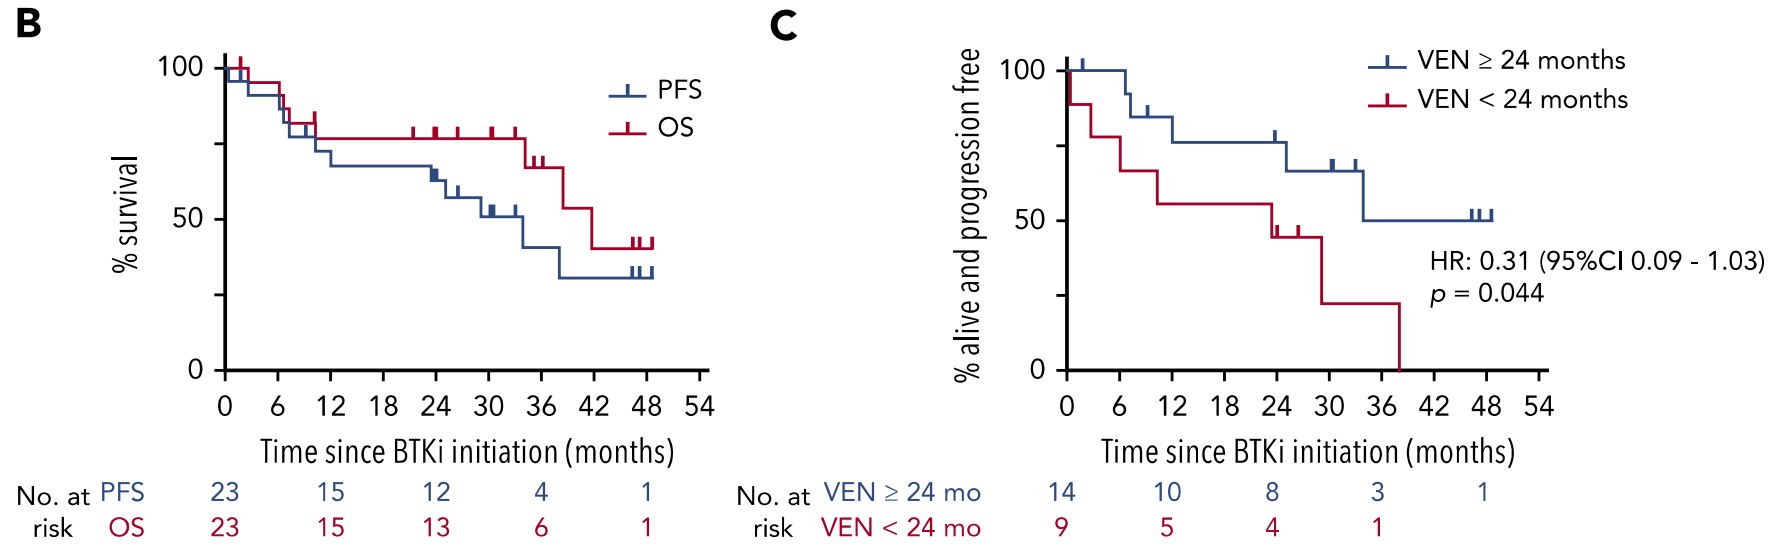 B
% survival
100
50
0
PFS
OS
0 6 12 18 24 30 36 42 48 54
Time since BTKi initiation (months)
No. at risk
PFS 23 15 12 4 1
OS 23 15 13 6 1
C
% alive and progression free
100
50
0
VEN ≥ 24 months
VEN < 24 months
HR: 0.31 (95%CI 0.09 - 1.03)
p = 0.044
0 6 12 18 24 30 36 42 48 54
Time since BTKi initiation (months)
No. at risk
VEN ≥ 24 mo 14 10 8 3 1
VEN < 24 mo 9 5 4 1